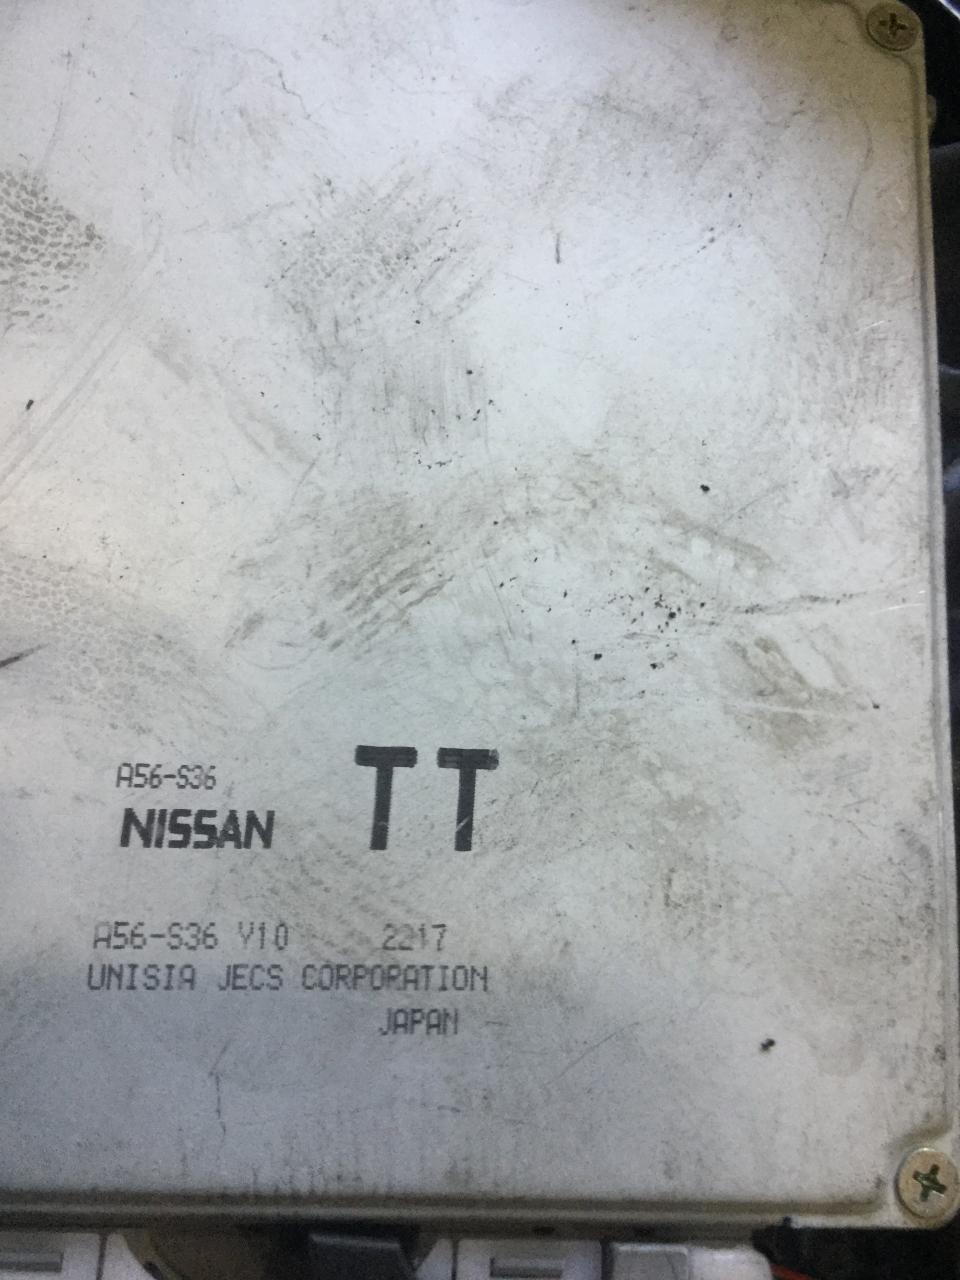 A56-S36
NISSAN TT
A56-S36 Y10 2217
UNISIA JECS CORPORATION
JAPAN